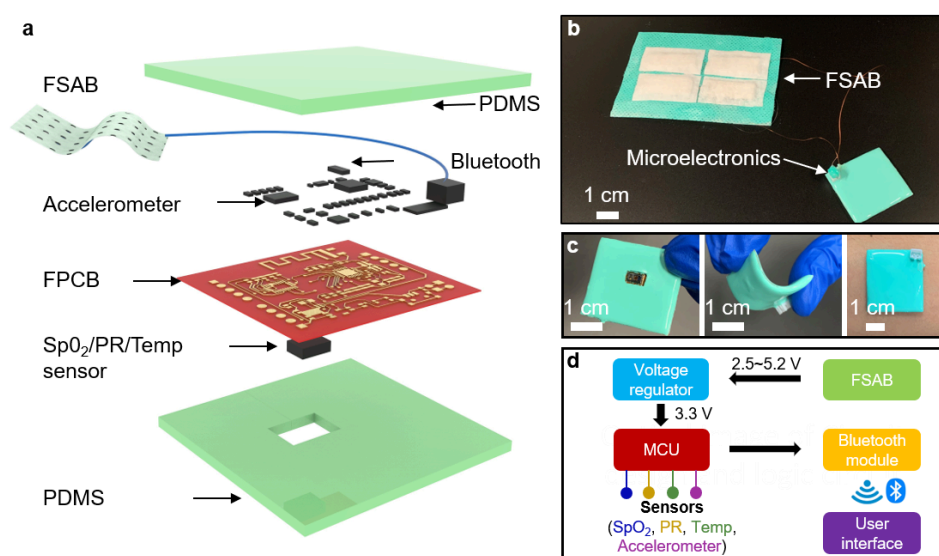 a
FSAB
PDMS
Bluetooth
Accelerometer
FPCB
Sp0₂/PR/Temp
sensor
PDMS
b
FSAB
Microelectronics
1 cm
c
1 cm
1 cm
1 cm
d
Voltage
regulator
2.5~5.2 V
FSAB
3.3 V
MCU
Bluetooth
module
Sensors
(SpO₂, PR, Temp,
Accelerometer)
User
interface